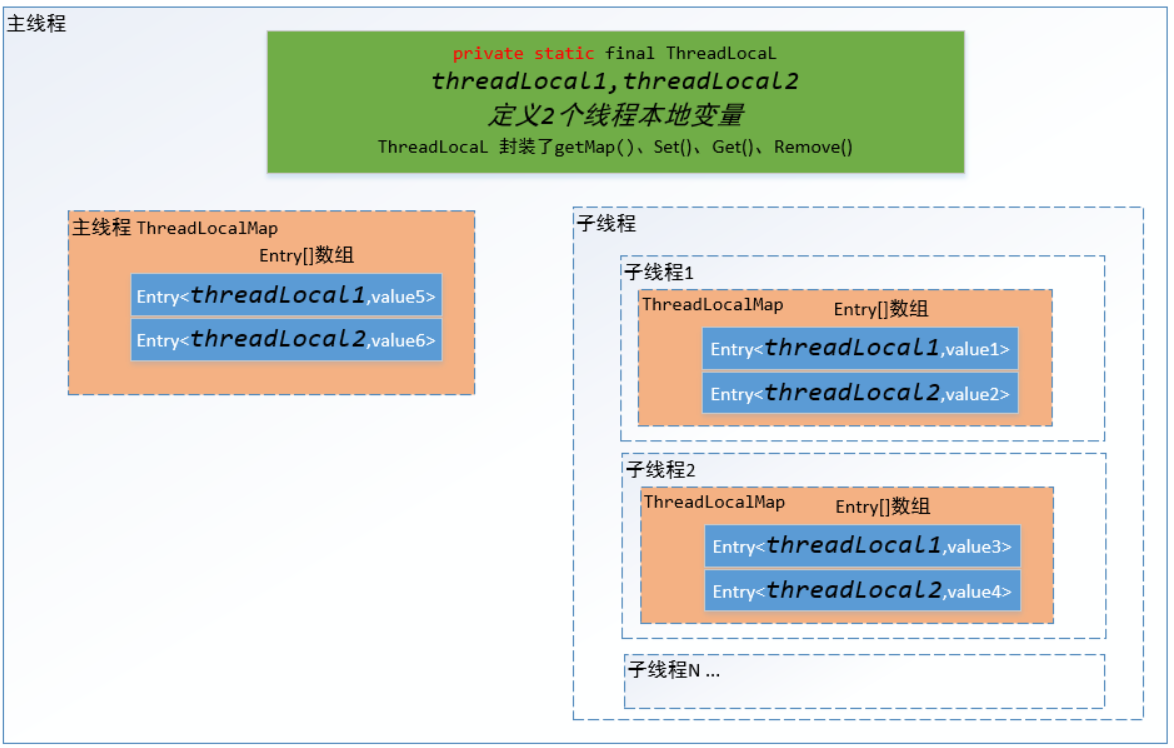 主线程
private static final ThreadLocaL
threadLocal1,threadLocal2
定义2个线程本地变量
ThreadLocaL 封装了getMap()、Set()、Get()、Remove()
主线程 ThreadLocalMap
Entry[]数组
Entry<threadLocal1,value5>
Entry<threadLocal2,value6>
子线程
子线程1
ThreadLocalMap Entry[]数组
Entry<threadLocal1,value1>
Entry<threadLocal2,value2>
子线程2
ThreadLocalMap Entry[]数组
Entry<threadLocal1,value3>
Entry<threadLocal2,value4>
子线程N ...